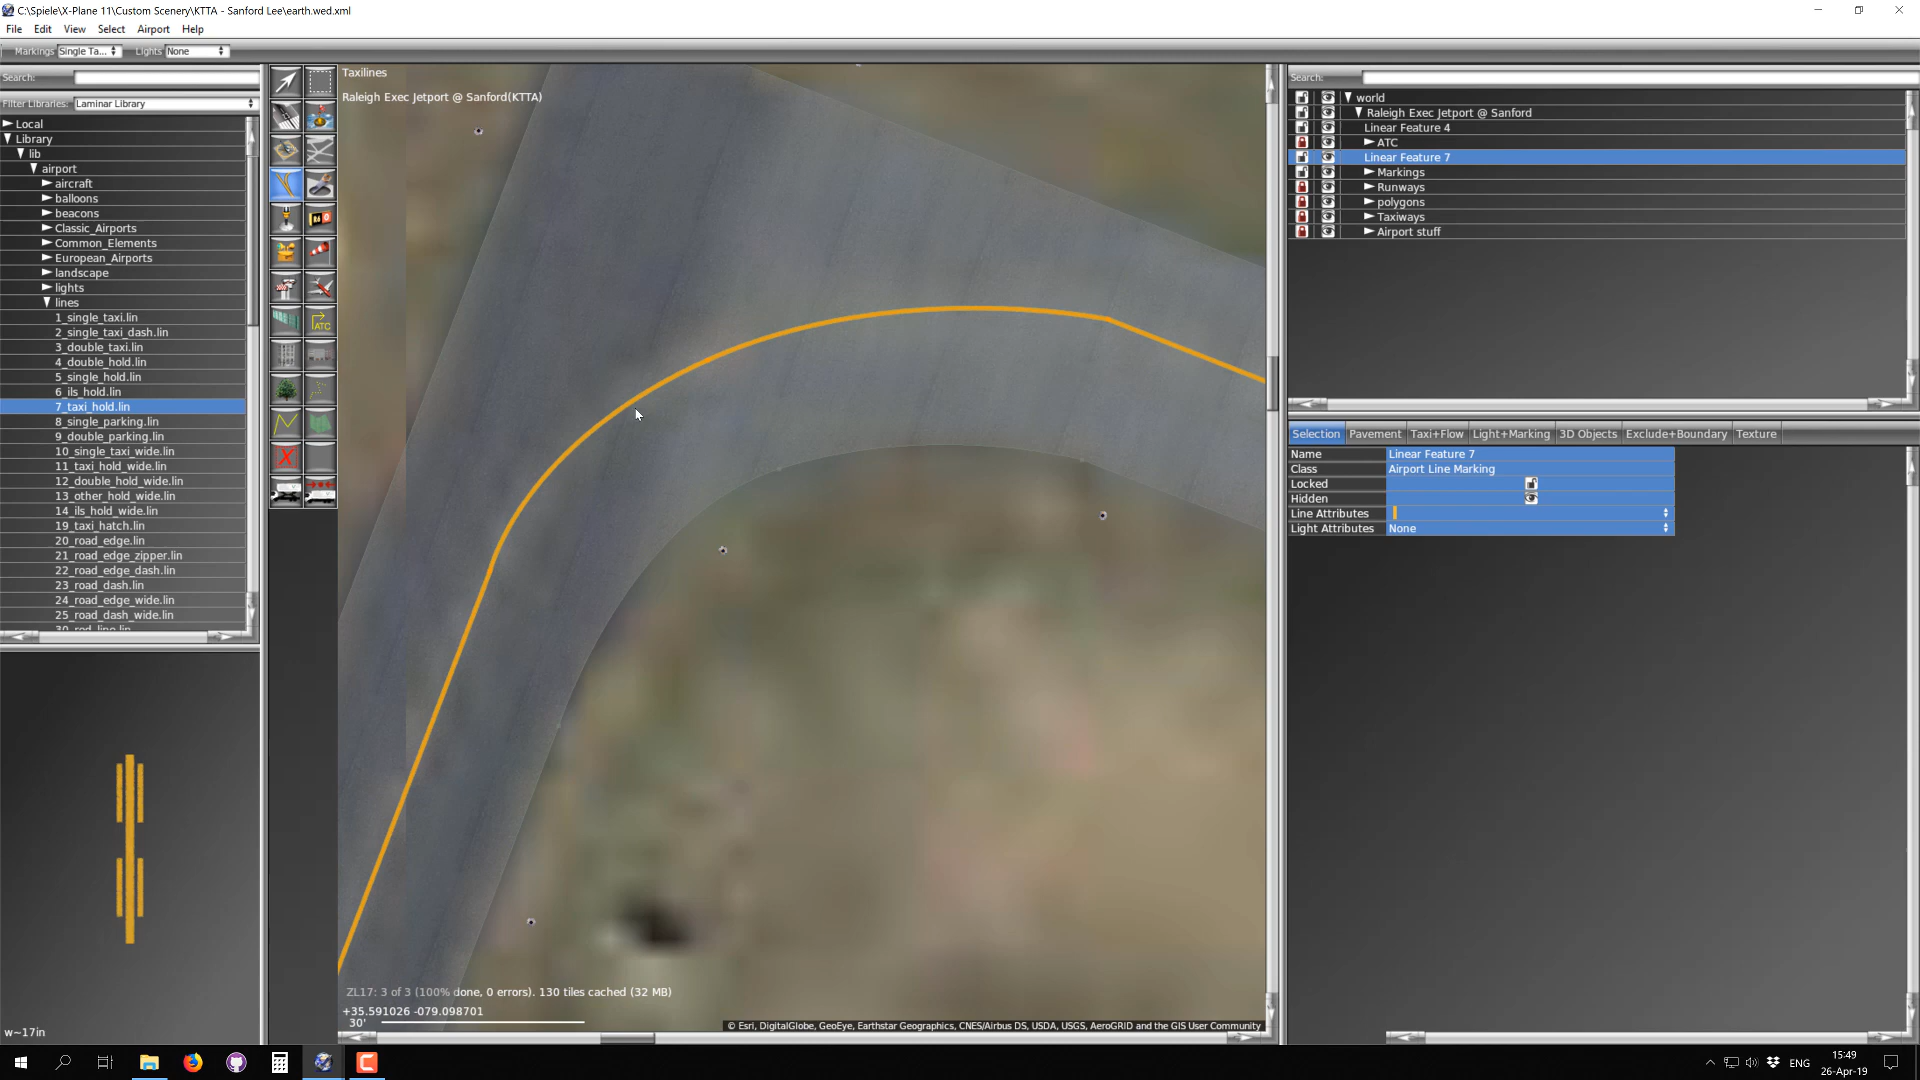 C:\Spiele\X-Plane 11\Custom Scenery\KTTA - Sanford Lee\earth.wed.xml
File Edit View Select Airport Help
Markings Single Ta... Lights None
Search:
Filter Libraries: Laminar Library
Local
Library
lib
airport
aircraft
balloons
beacons
Classic_Airports
Common_Elements
European_Airports
landscape
lights
lines
1_single_taxi.lin
2_single_taxi_dash.lin
3_double_taxi.lin
4_double_hold.lin
5_single_hold.lin
6_ils_hold.lin
7_taxi_hold.lin
8_single_parking.lin
9_double_parking.lin
10_single_taxi_wide.lin
11_taxi_hold_wide.lin
12_double_hold_wide.lin
13_other_hold_wide.lin
14_ils_hold_wide.lin
19_taxi_hatch.lin
20_road_edge.lin
21_road_edge_zipper.lin
22_road_edge_dash.lin
23_road_dash.lin
24_road_edge_wide.lin
25_road_dash_wide.lin
30_red_line.lin
w~17in
ATC
Taxilines
Raleigh Exec Jetport @ Sanford(KTTA)
ZL17: 3 of 3 (100% done, 0 errors). 130 tiles cached (32 MB)
+35.591026 -079.098701
30'
© Esri, DigitalGlobe, GeoEye, Earthstar Geographics, CNES/Airbus DS, USDA, USGS, AeroGRID and the GIS User Community
Search:
world
Raleigh Exec Jetport @ Sanford
Linear Feature 4
ATC
Linear Feature 7
Markings
Runways
polygons
Taxiways
Airport stuff
Selection Pavement Taxi+Flow Light+Marking 3D Objects Exclude+Boundary Texture
Name Linear Feature 7
Class Airport Line Marking
Locked
Hidden
Line Attributes
Light Attributes None
ENG
15:49
26-Apr-19